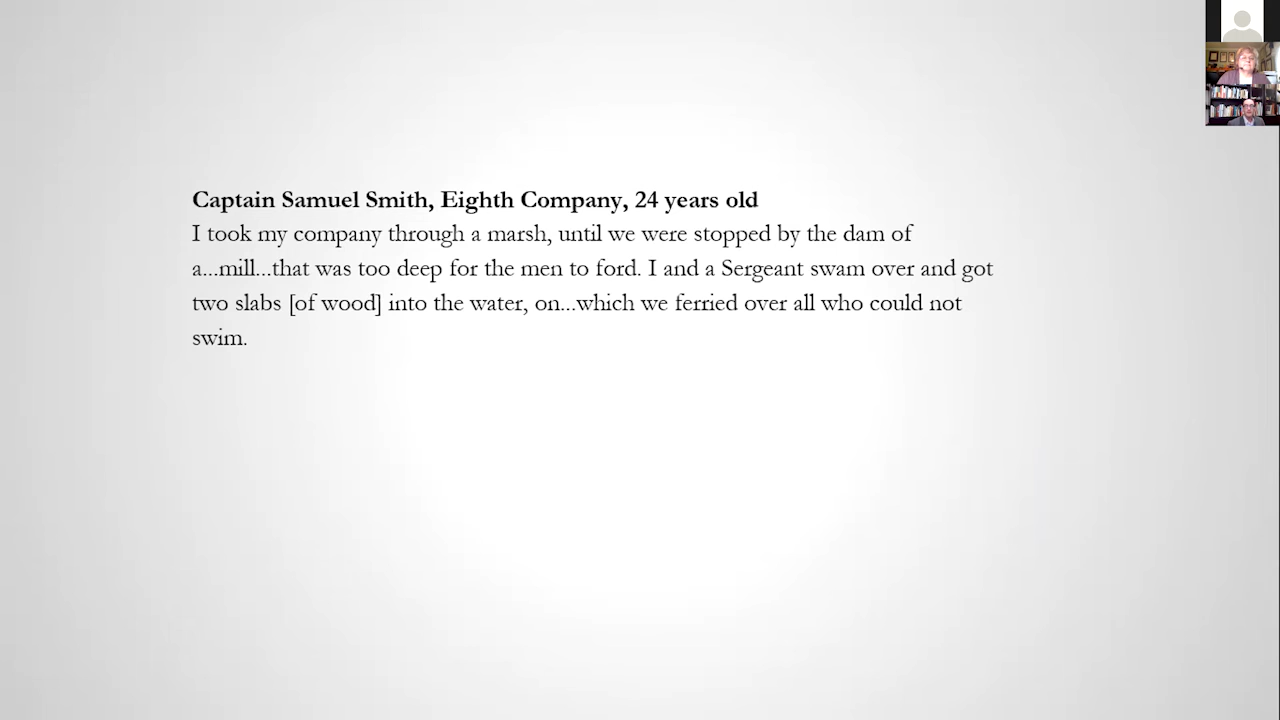 Captain Samuel Smith, Eighth Company, 24 years old
I took my company through a marsh, until we were stopped by the dam of
a...mill...that was too deep for the men to ford. I and a Sergeant swam over and got
two slabs [of wood] into the water, on...which we ferried over all who could not
swim.